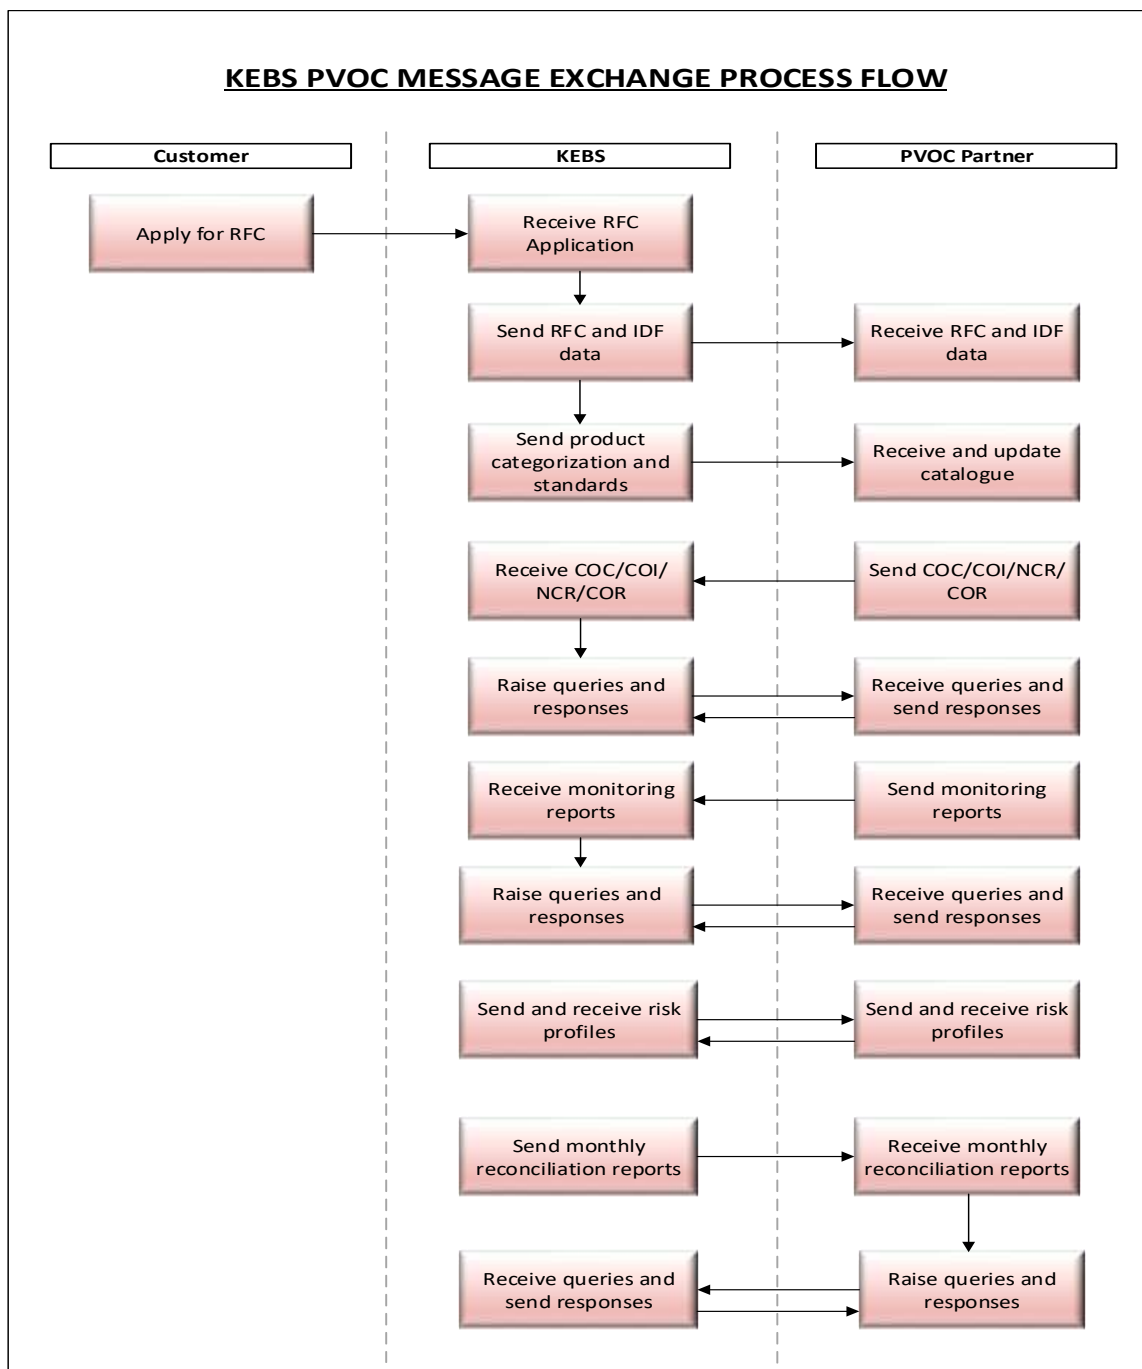 KEBS PVOC MESSAGE EXCHANGE PROCESS FLOW
Customer
KEBS
PVOC Partner
Apply for RFC
Receive RFC
Application
Send RFC and IDF
data
Receive RFC and IDF
data
Send product
categorization and
standards
Receive and update
catalogue
Receive COC/COI/
NCR/COR
Send COC/COI/NCR/
COR
Raise queries and
responses
Receive queries and
send responses
Receive monitoring
reports
Send monitoring
reports
Raise queries and
responses
Receive queries and
send responses
Send and receive risk
profiles
Send and receive risk
profiles
Send monthly
reconciliation reports
Receive monthly
reconciliation reports
Receive queries and
send responses
Raise queries and
responses